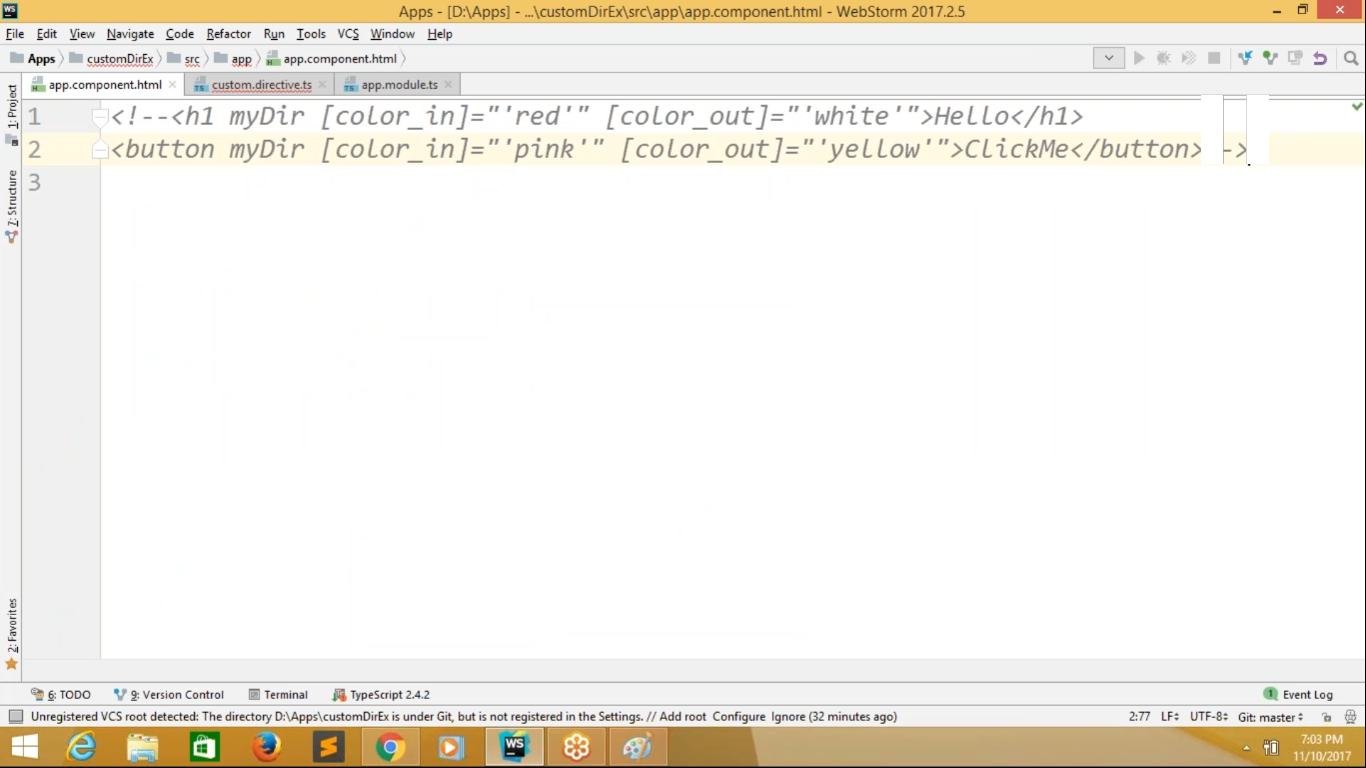 Apps - [D:\Apps] - ...\customDirEx\src\app\app.component.html - WebStorm 2017.2.5
File Edit View Navigate Code Refactor Run Tools VCS Window Help
Apps customDirEx src app app.component.html
app.component.html custom.directive.ts app.module.ts
1: Project
7: Structure
2: Favorites
1 <!--<h1 myDir [color_in]="'red'" [color_out]="'white'">Hello</h1>
2 <button myDir [color_in]="'pink'" [color_out]="'yellow'">ClickMe</button>-->
3
6: TODO 9: Version Control Terminal TypeScript 2.4.2 1 Event Log
Unregistered VCS root detected: The directory D:\Apps\customDirEx is under Git, but is not registered in the Settings. // Add root Configure Ignore (32 minutes ago) 2:77 LF UTF-8 Git: master
WS
7:03 PM
11/10/2017